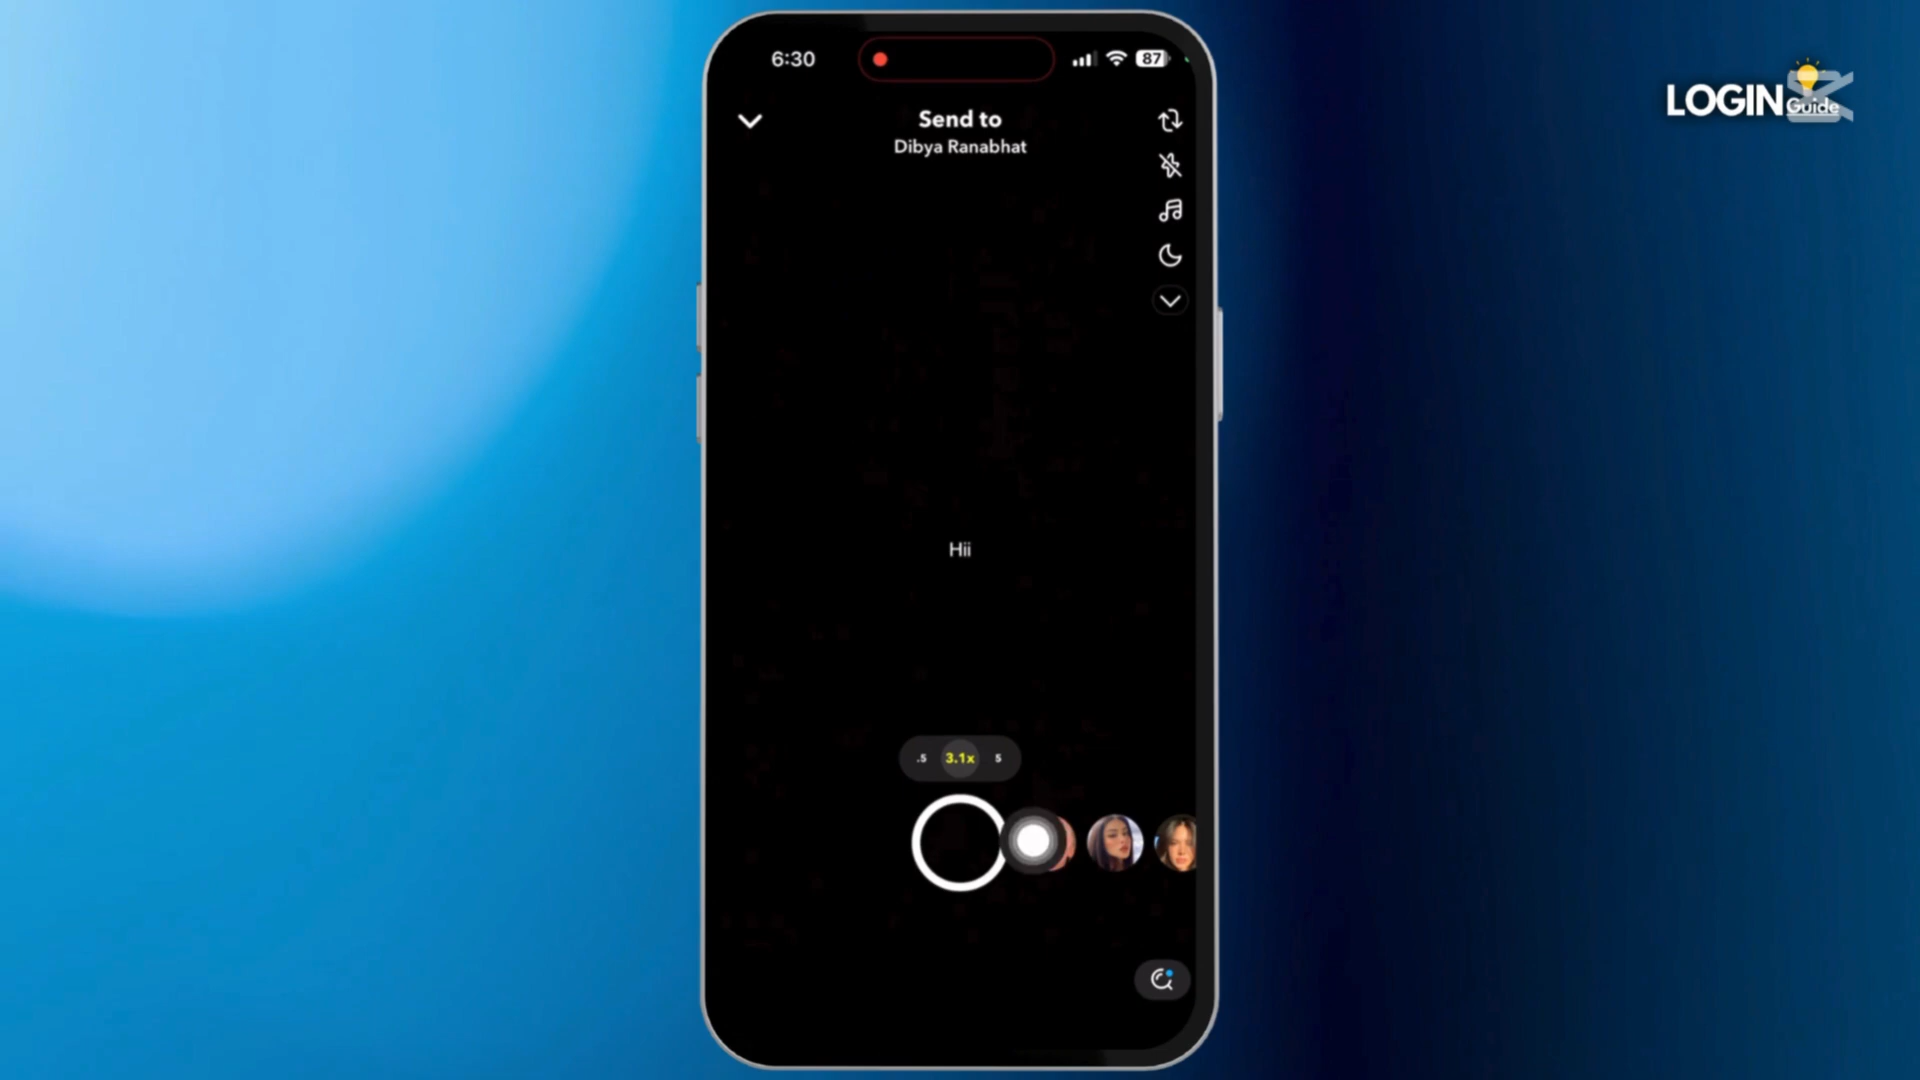 6:30
87
Send to
Dibya Ranabhat
LOGIN Guide
Hii
.5 3.1x 5